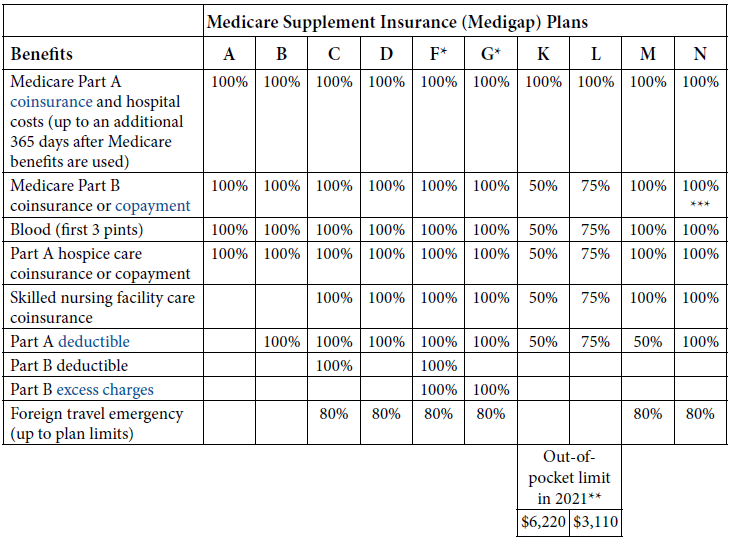 Medicare Supplement Insurance (Medigap) Plans
Benefits A B C D F* G* K L M N
Medicare Part A 100% 100% 100% 100% 100% 100% 100% 100% 100% 100%
coinsurance and hospital
costs (up to an additional
365 days after Medicare
benefits are used)
Medicare Part B 100% 100% 100% 100% 100% 100% 50% 75% 100% 100%
coinsurance or copayment ***
Blood (first 3 pints) 100% 100% 100% 100% 100% 100% 50% 75% 100% 100%
Part A hospice care 100% 100% 100% 100% 100% 100% 50% 75% 100% 100%
coinsurance or copayment
Skilled nursing facility care 100% 100% 100% 100% 50% 75% 100% 100%
coinsurance
Part A deductible 100% 100% 100% 100% 100% 50% 75% 50% 100%
Part B deductible 100% 100%
Part B excess charges 100% 100%
Foreign travel emergency 80% 80% 80% 80% 80% 80%
(up to plan limits)
Out-of-
pocket limit
in 2021**
$6,220 $3,110